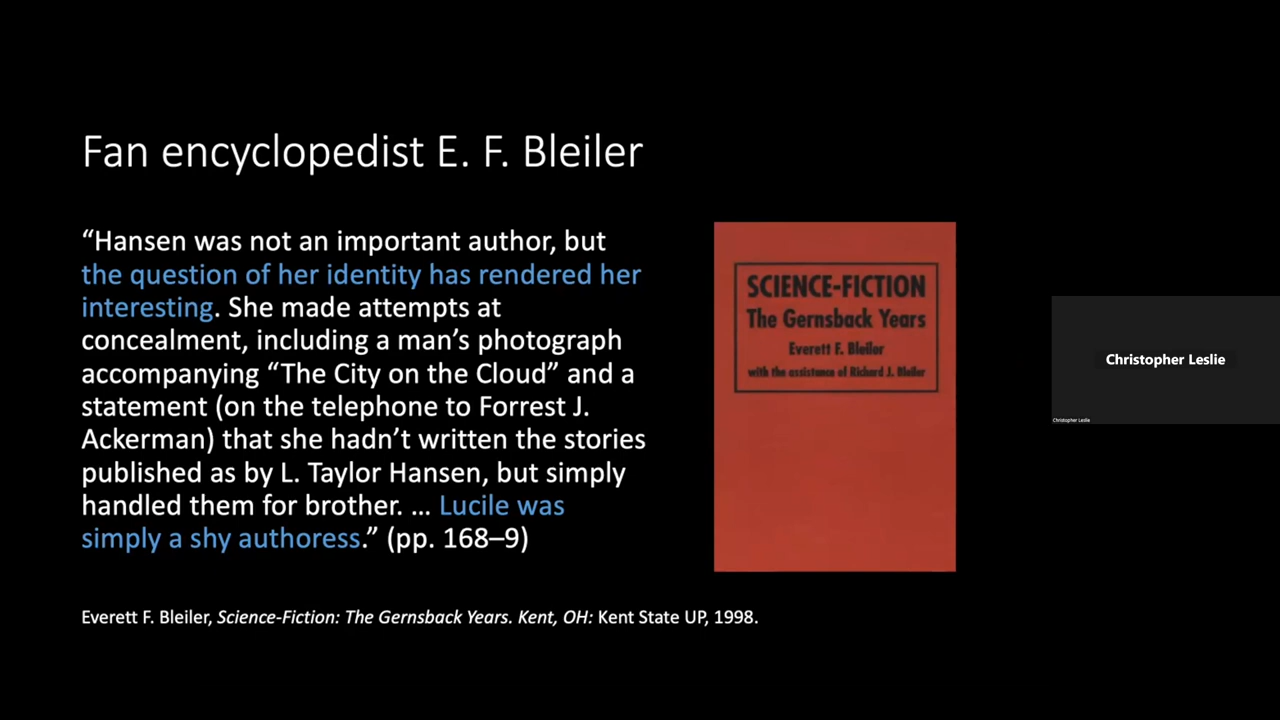 Fan encyclopedist E. F. Bleiler
“Hansen was not an important author, but
the question of her identity has rendered her
interesting. She made attempts at
concealment, including a man’s photograph
accompanying “The City on the Cloud” and a
statement (on the telephone to Forrest J.
Ackerman) that she hadn’t written the stories
published as by L. Taylor Hansen, but simply
handled them for brother. … Lucile was
simply a shy authoress.” (pp. 168–9)
SCIENCE-FICTION
The Gernsback Years
Everett F. Bleiler
with the assistance of Richard J. Bleiler
Christopher Leslie
Christopher Leslie
Everett F. Bleiler, Science-Fiction: The Gernsback Years. Kent, OH: Kent State UP, 1998.